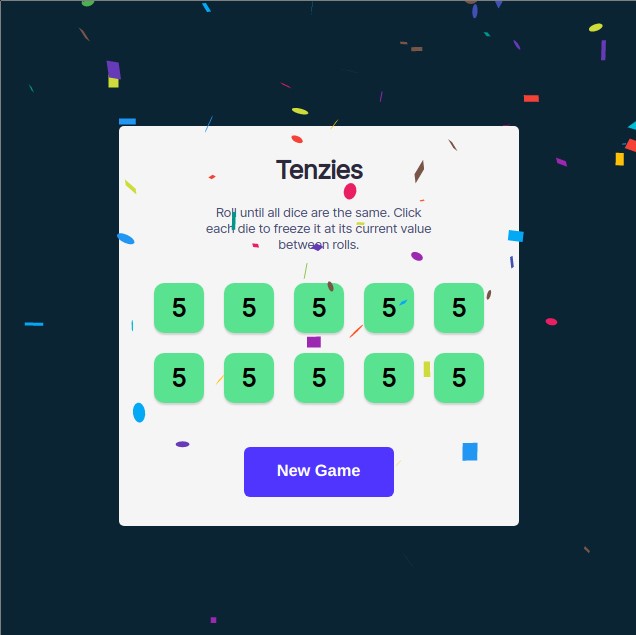 Tenzies
Roll until all dice are the same. Click
each die to freeze it at its current value
between rolls.
5 5 5 5 5
5 5 5 5 5
New Game